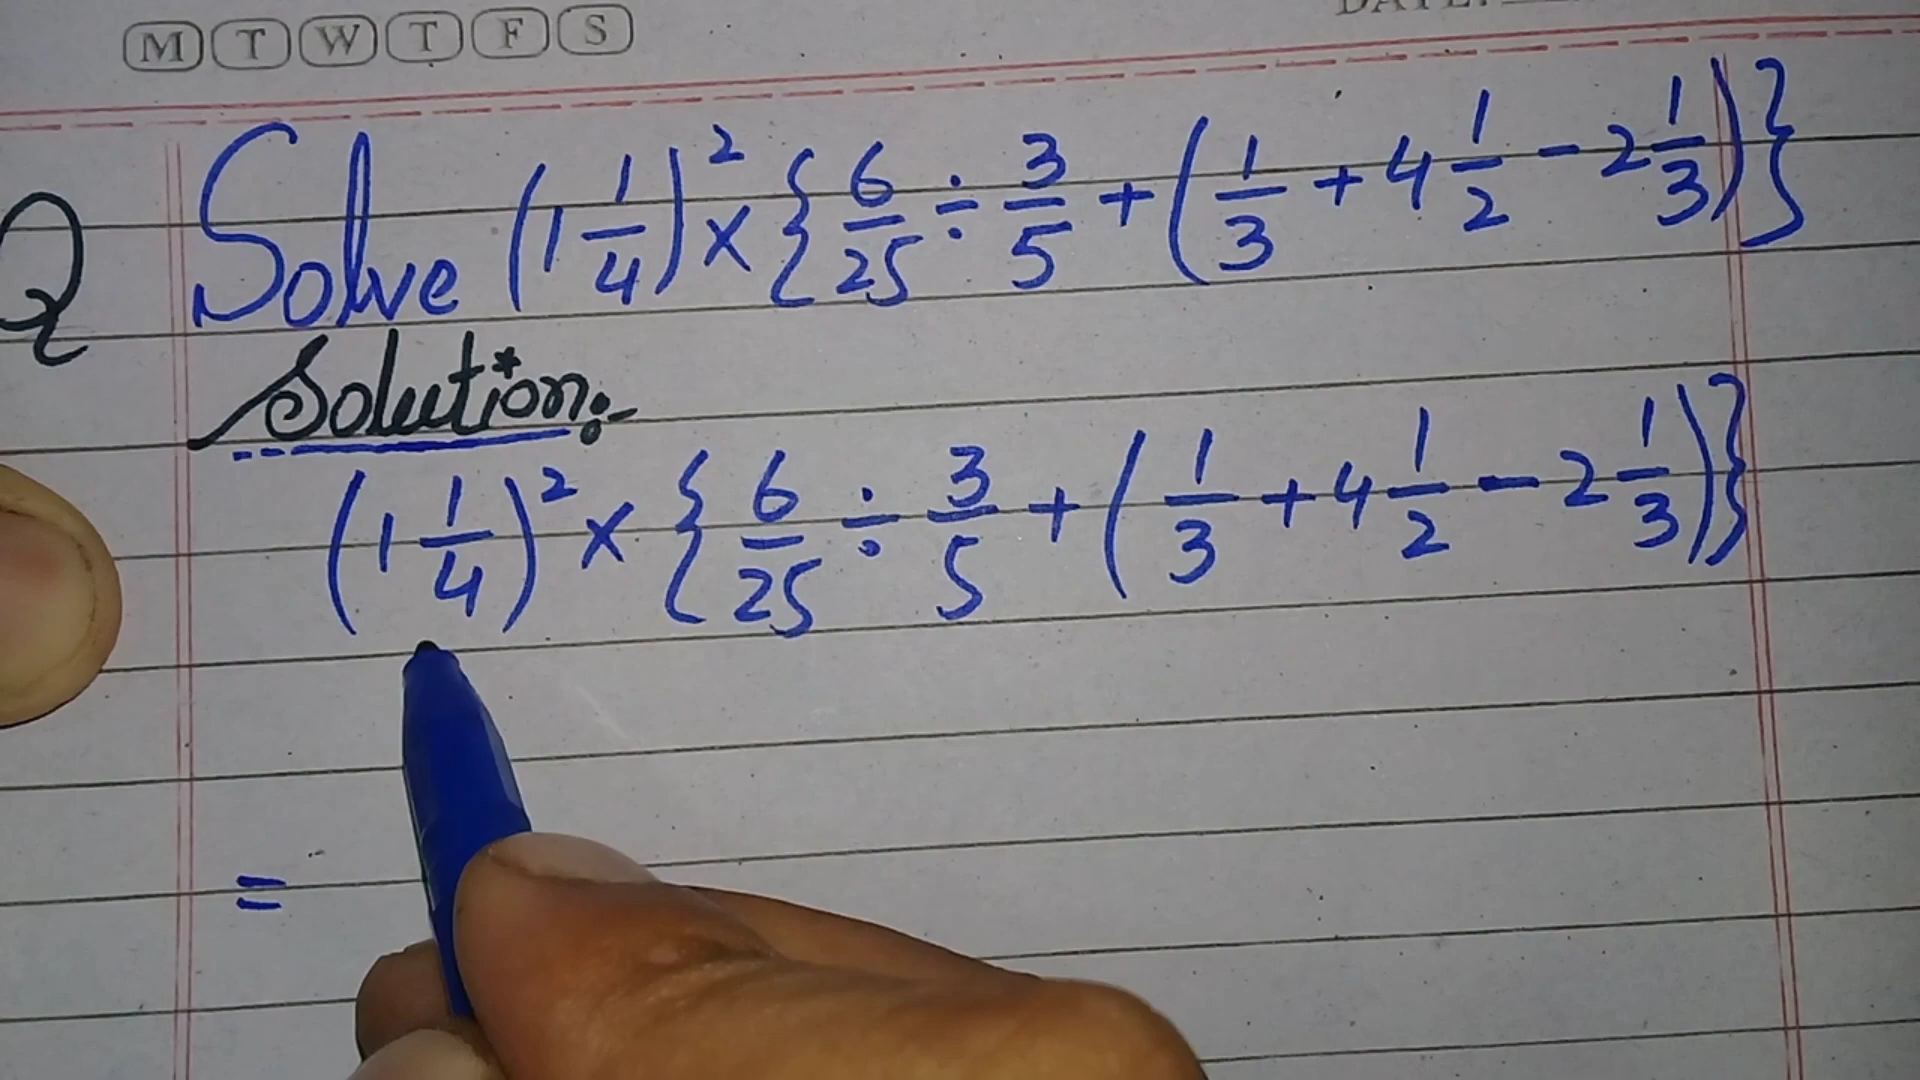 M T W T F S
DATE:
Q Solve (1 1/4)² × {6/25 ÷ 3/5 + (1/3 + 4 1/2 − 2 1/3)}
Solution:-
(1 1/4)² × {6/25 ÷ 3/5 + (1/3 + 4 1/2 − 2 1/3)}
=